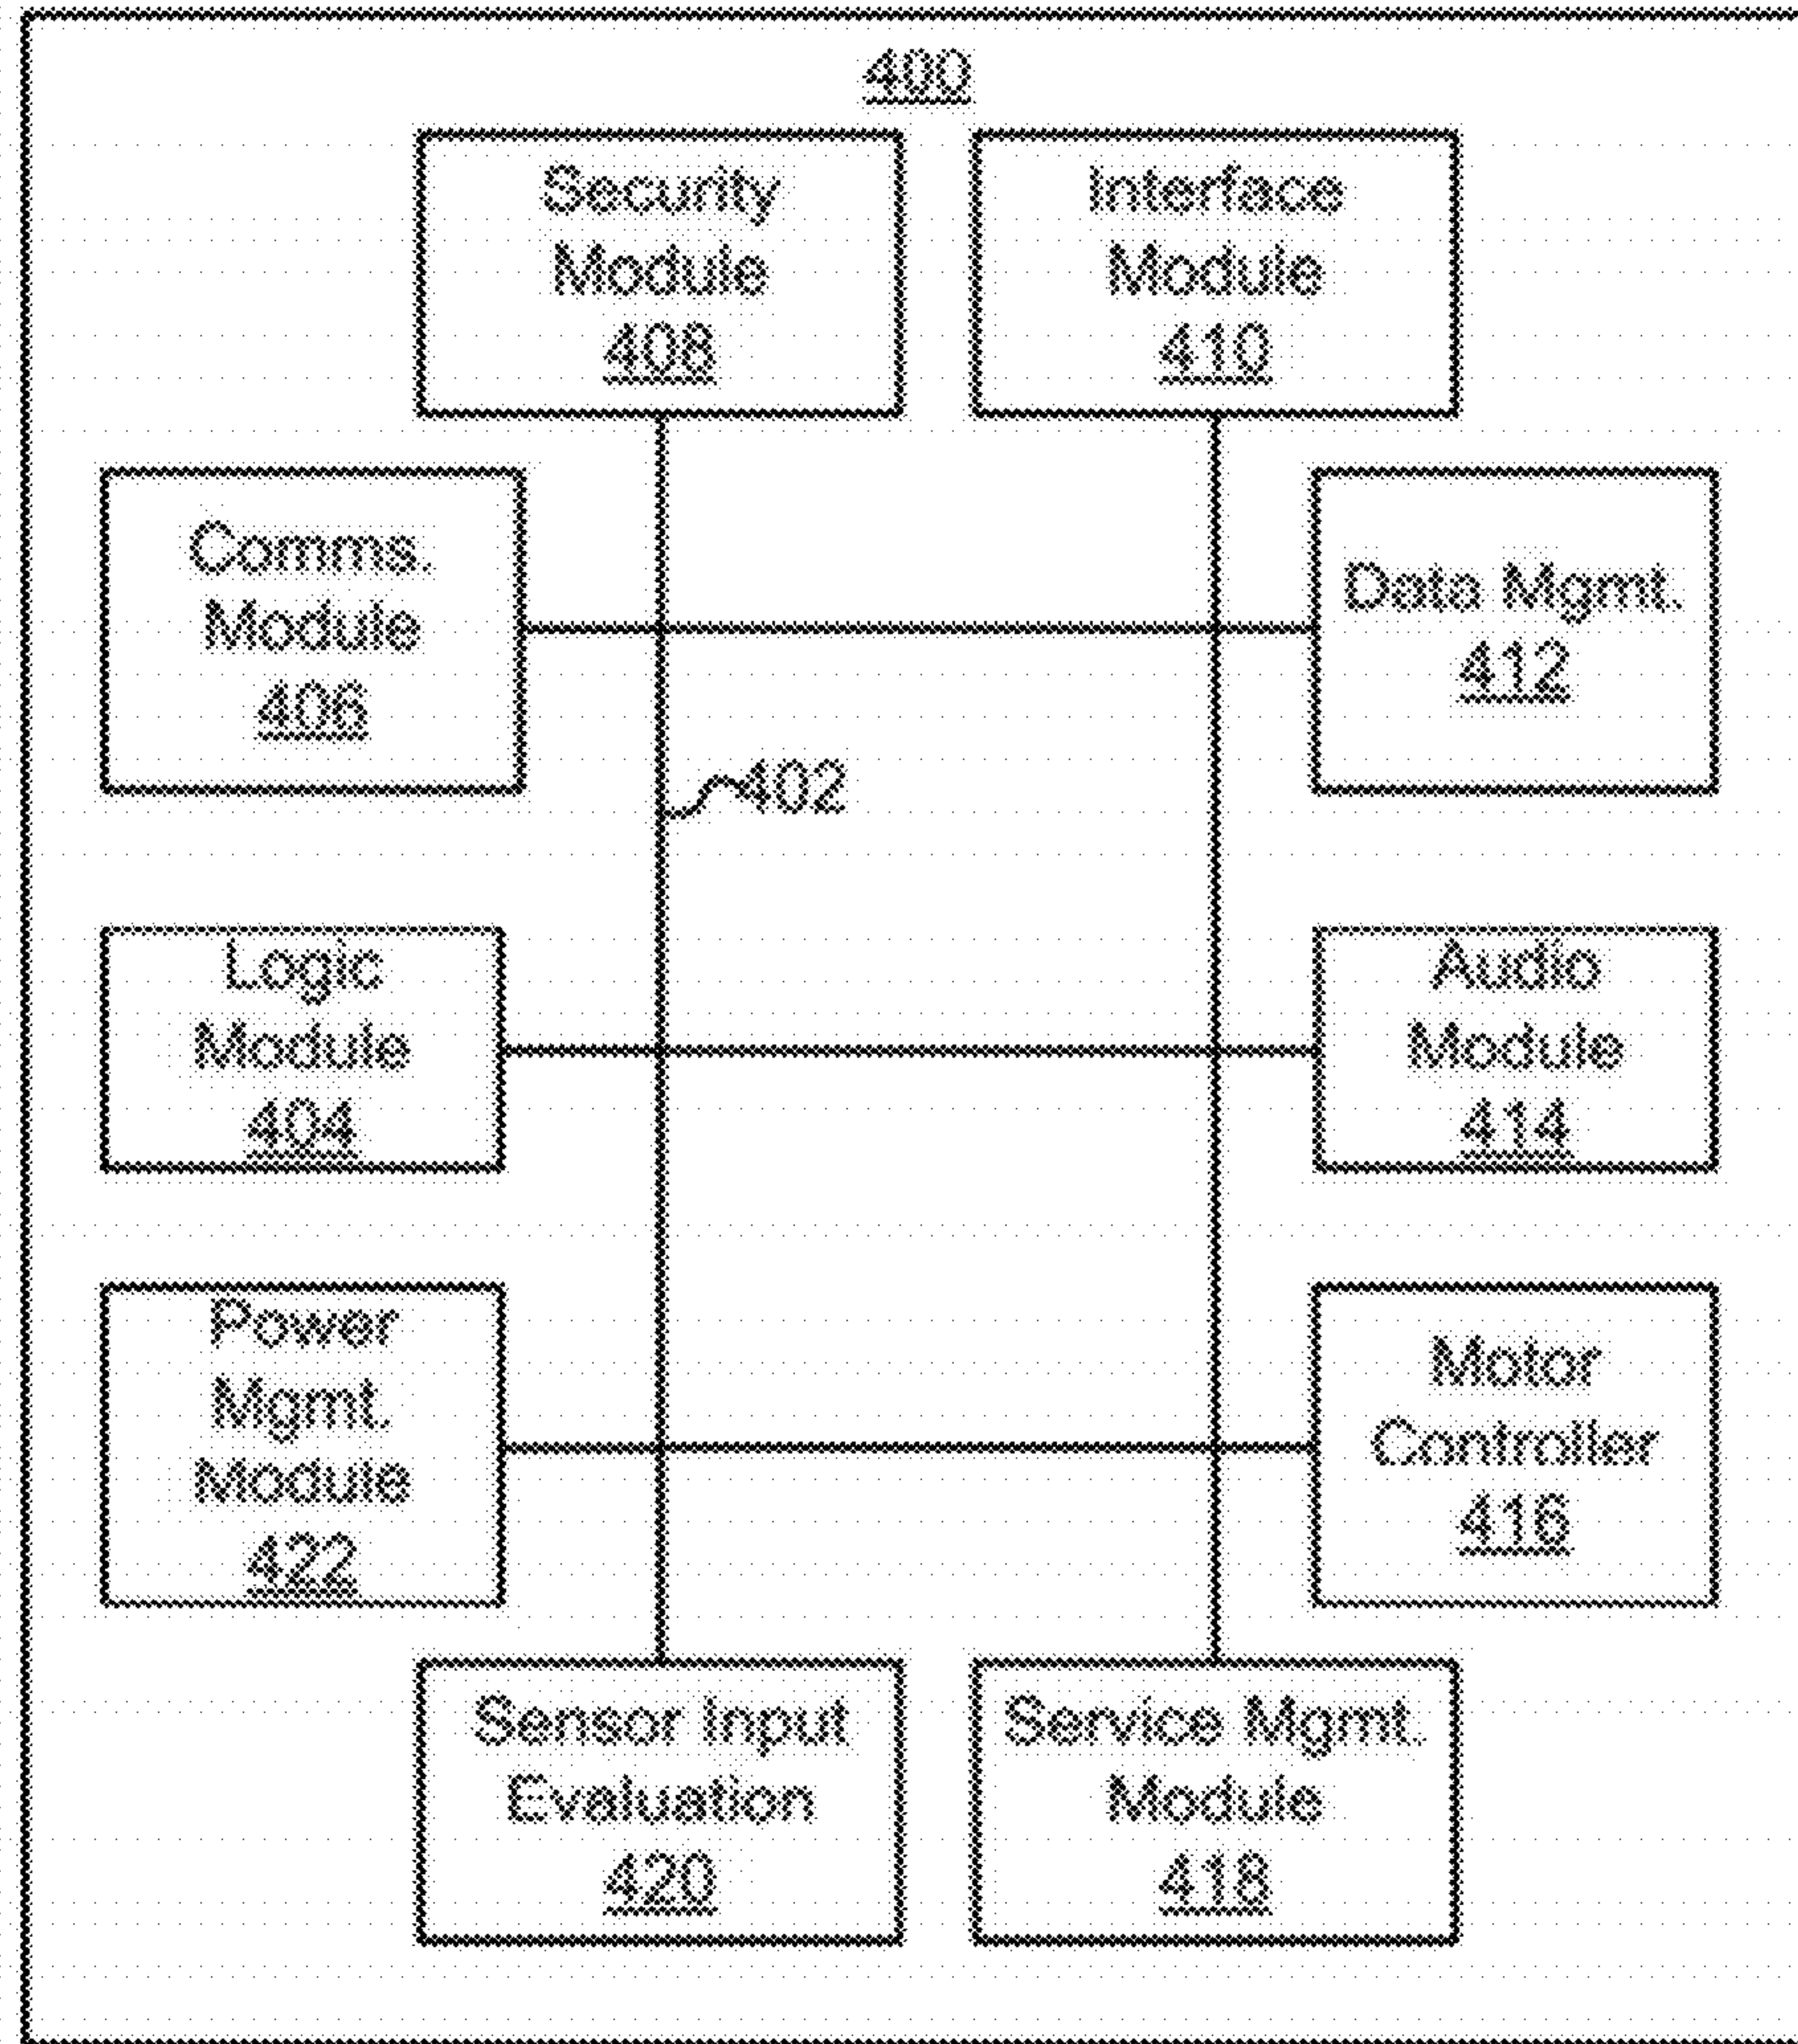 400
Security
Module
408
Interface
Module
410
Comms.
Module
406
Data Mgmt.
412
402
Logic
Module
404
Audio
Module
414
Power
Mgmt.
Module
422
Motor
Controller
416
Sensor Input
Evaluation
420
Service Mgmt.
Module
418